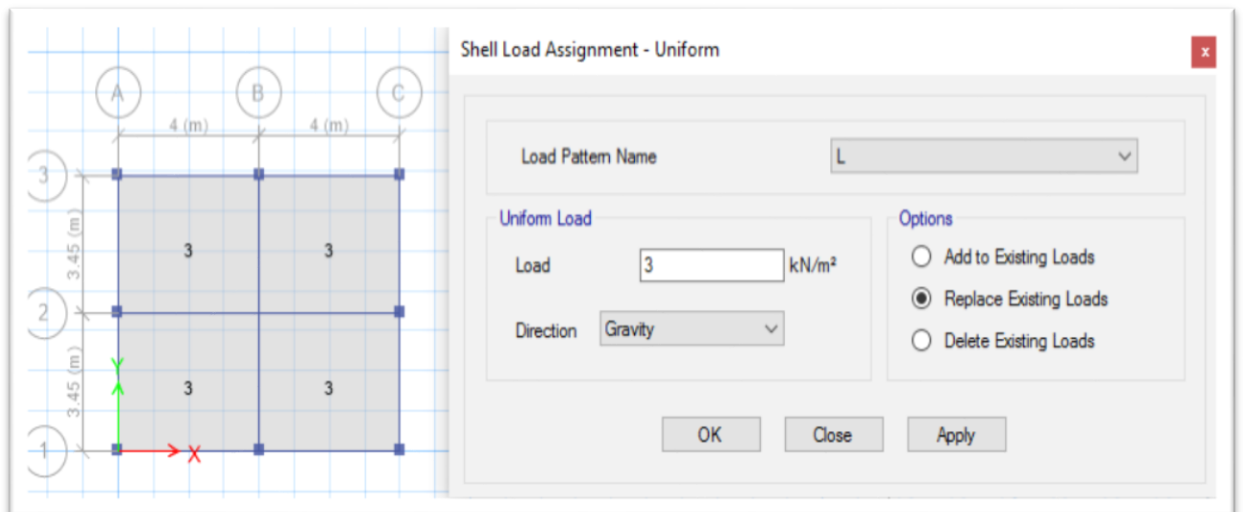 A B C
4 (m) 4 (m)
3
3.45 (m)
3 3
2
3.45 (m)
Y
3 3
1
X
Shell Load Assignment - Uniform
x
Load Pattern Name L
Uniform Load
Load 3 kN/m²
Direction Gravity
Options
Add to Existing Loads
Replace Existing Loads
Delete Existing Loads
OK Close Apply